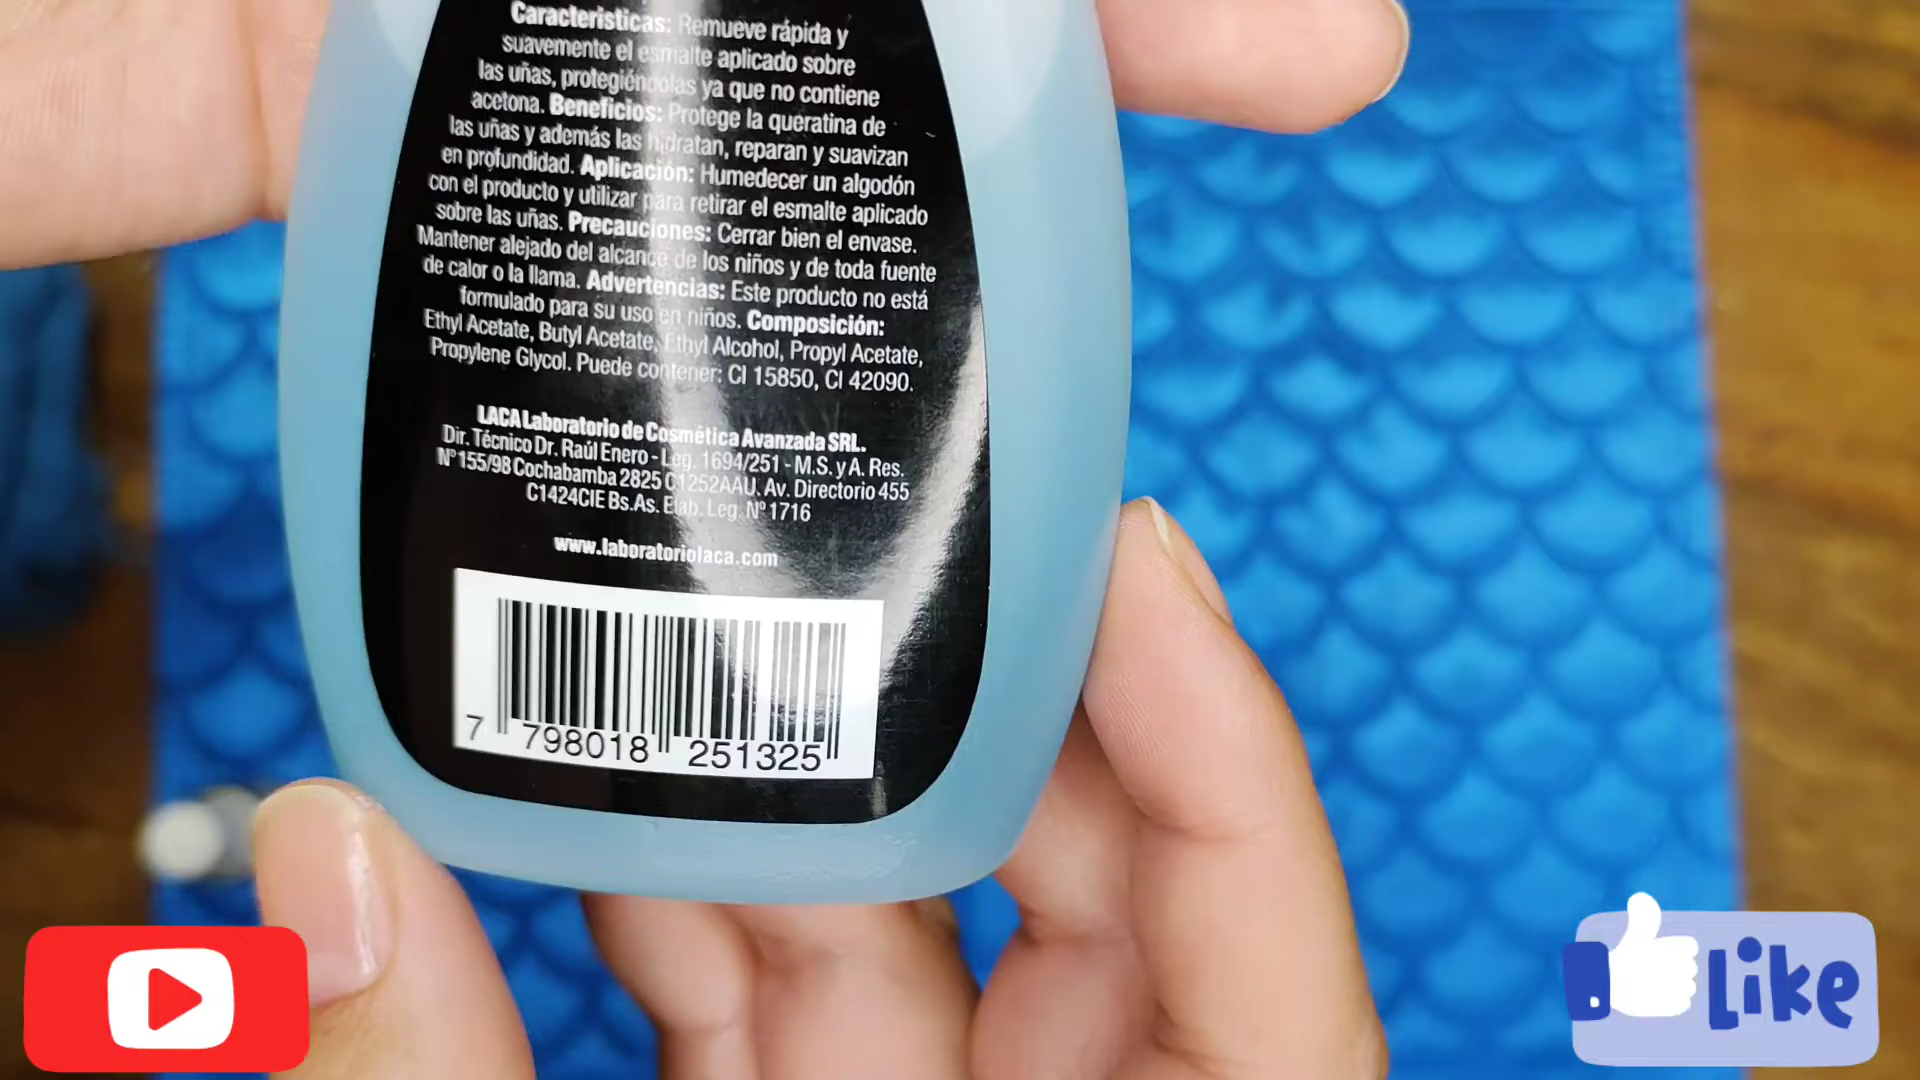 Caracteristicas: Remueve rápida y
suavemente el esmalte aplicado sobre
las uñas, protegiéndolas ya que no contiene
acetona. Beneficios: Protege la queratina de
las uñas y además las hidratan, reparan y suavizan
en profundidad. Aplicación: Humedecer un algodón
con el producto y utilizar para retirar el esmalte aplicado
sobre las uñas. Precauciones: Cerrar bien el envase.
Mantener alejado del alcance de los niños y de toda fuente
de calor o la llama. Advertencias: Este producto no está
formulado para su uso en niños. Composición:
Ethyl Acetate, Butyl Acetate, Ethyl Alcohol, Propyl Acetate,
Propylene Glycol. Puede contener: CI 15850, CI 42090.
LACA Laboratorio de Cosmética Avanzada SRL.
Dir. Técnico Dr. Raúl Enero - Leg. 1694/251 - M.S. y A. Res.
Nº 155/98 Cochabamba 2825 C1252AAU. Av. Directorio 455
C1424CIE Bs.As. Elab. Leg. Nº 1716
www.laboratoriolaca.com
7 798018 251325
Like